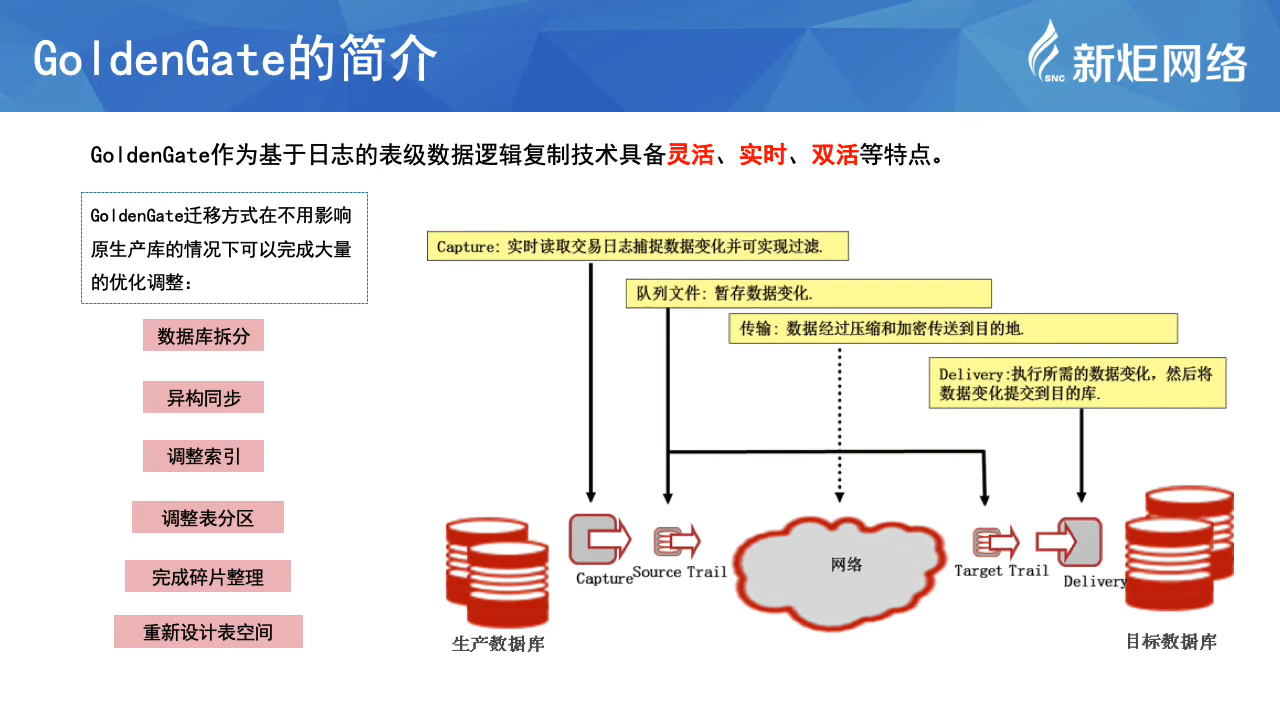 GoldenGate的简介
SNC
新炬网络
GoldenGate作为基于日志的表级数据逻辑复制技术具备灵活、实时、双活等特点。
GoldenGate迁移方式在不用影响
原生产库的情况下可以完成大量
的优化调整:
数据库拆分
异构同步
调整索引
调整表分区
完成碎片整理
重新设计表空间
Capture: 实时读取交易日志捕捉数据变化并可实现过滤.
队列文件: 暂存数据变化.
传输: 数据经过压缩和加密传送到目的地.
Delivery:执行所需的数据变化，然后将
数据变化提交到目的库.
Capture
Source Trail
网络
Target Trail
Delivery
生产数据库
目标数据库